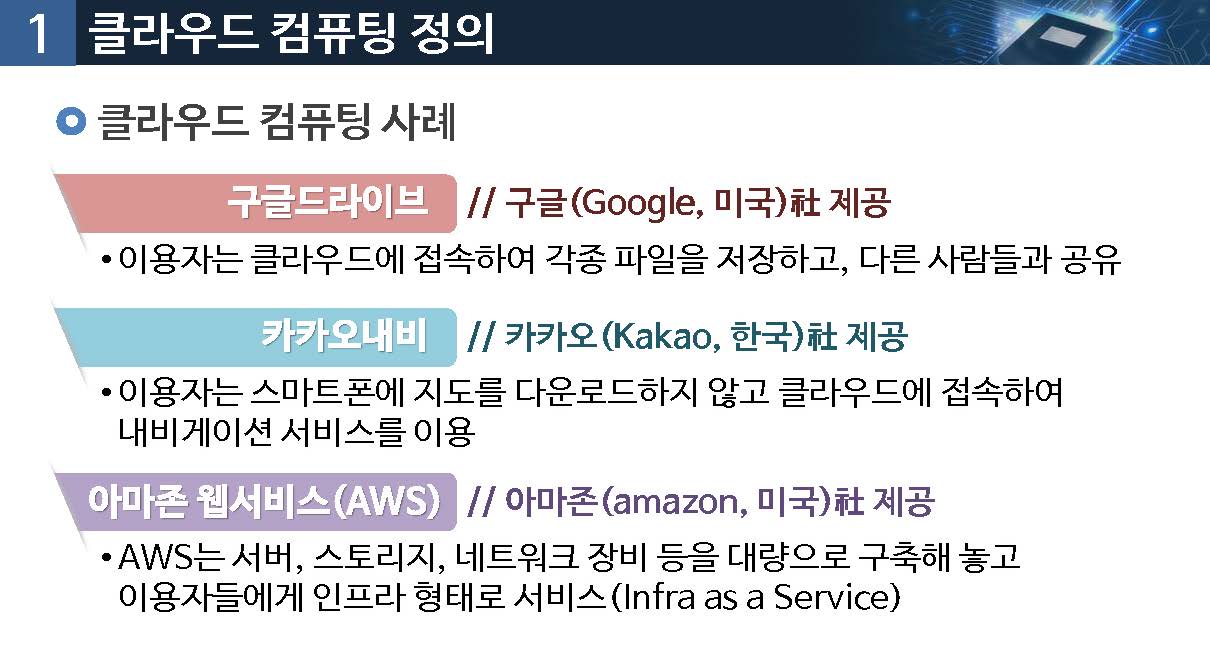 1 클라우드 컴퓨팅 정의
클라우드 컴퓨팅 사례
구글드라이브 // 구글(Google, 미국)社 제공
• 이용자는 클라우드에 접속하여 각종 파일을 저장하고, 다른 사람들과 공유
카카오내비 // 카카오(Kakao, 한국)社 제공
• 이용자는 스마트폰에 지도를 다운로드하지 않고 클라우드에 접속하여
내비게이션 서비스를 이용
아마존 웹서비스(AWS) // 아마존(amazon, 미국)社 제공
• AWS는 서버, 스토리지, 네트워크 장비 등을 대량으로 구축해 놓고
이용자들에게 인프라 형태로 서비스(Infra as a Service)